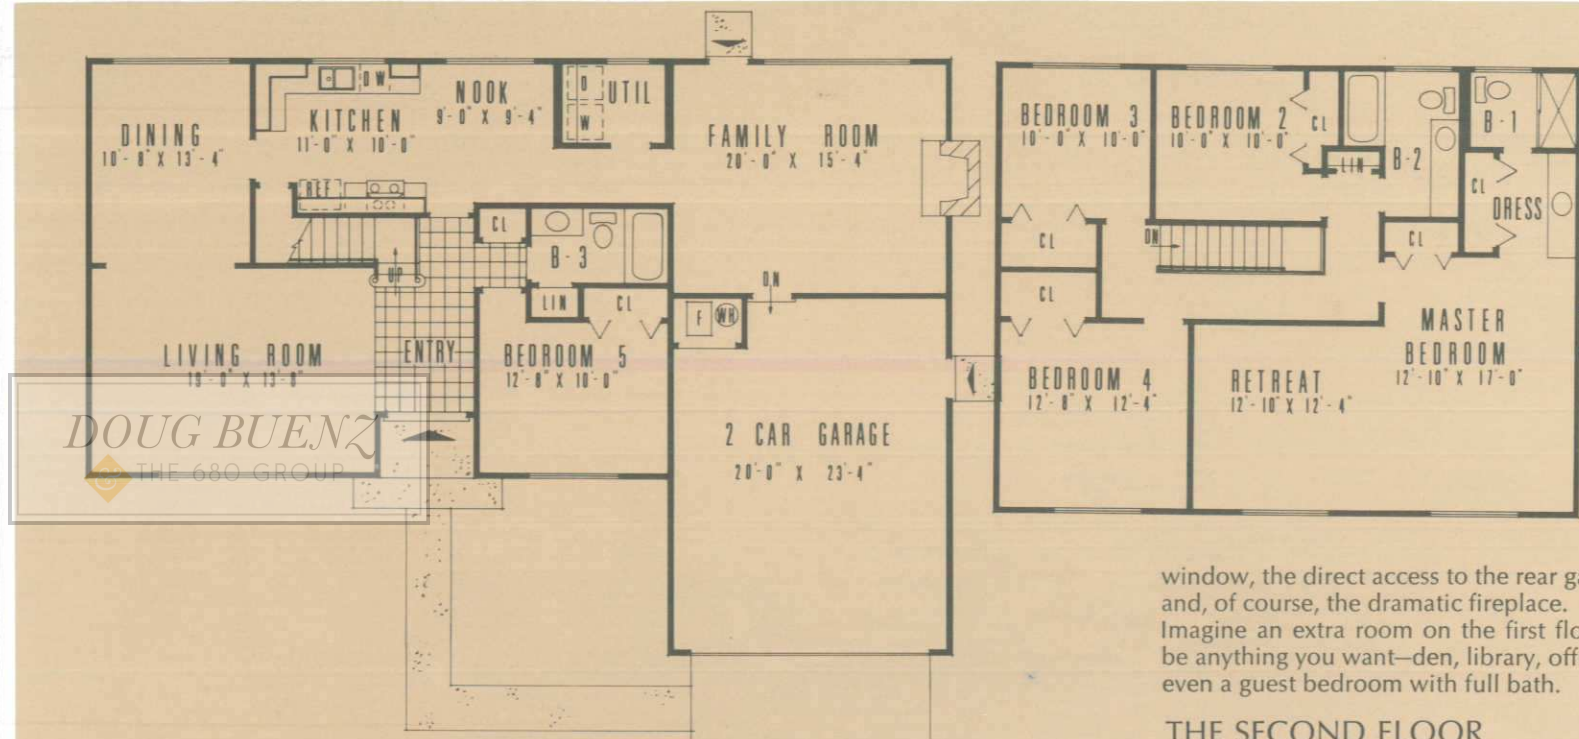 DINING
10'-8" X 13'-4"
KITCHEN
11'-0" X 10'-0"
DW
NOOK
9'-0" X 9'-4"
D
W
UTIL
FAMILY ROOM
20'-0" X 15'-4"
REF
CL
B-3
UP
LIN
CL
DN
F
WH
LIVING ROOM
19'-0" X 13'-8"
ENTRY
BEDROOM 5
12'-8" X 10'-0"
2 CAR GARAGE
20'-0" X 23'-4"
DOUG BUENZ
THE 680 GROUP
BEDROOM 3
10'-0" X 10'-0"
BEDROOM 2
10'-0" X 10'-0"
CL
LIN
B-2
B-1
CL
DRESS
CL
DN
CL
CL
MASTER
BEDROOM
12'-10" X 17'-0"
BEDROOM 4
12'-8" X 12'-4"
RETREAT
12'-10" X 12'-4"
window, the direct access to the rear ga
and, of course, the dramatic fireplace.
Imagine an extra room on the first flo
be anything you want—den, library, off
even a guest bedroom with full bath.
THE SECOND FLOOR